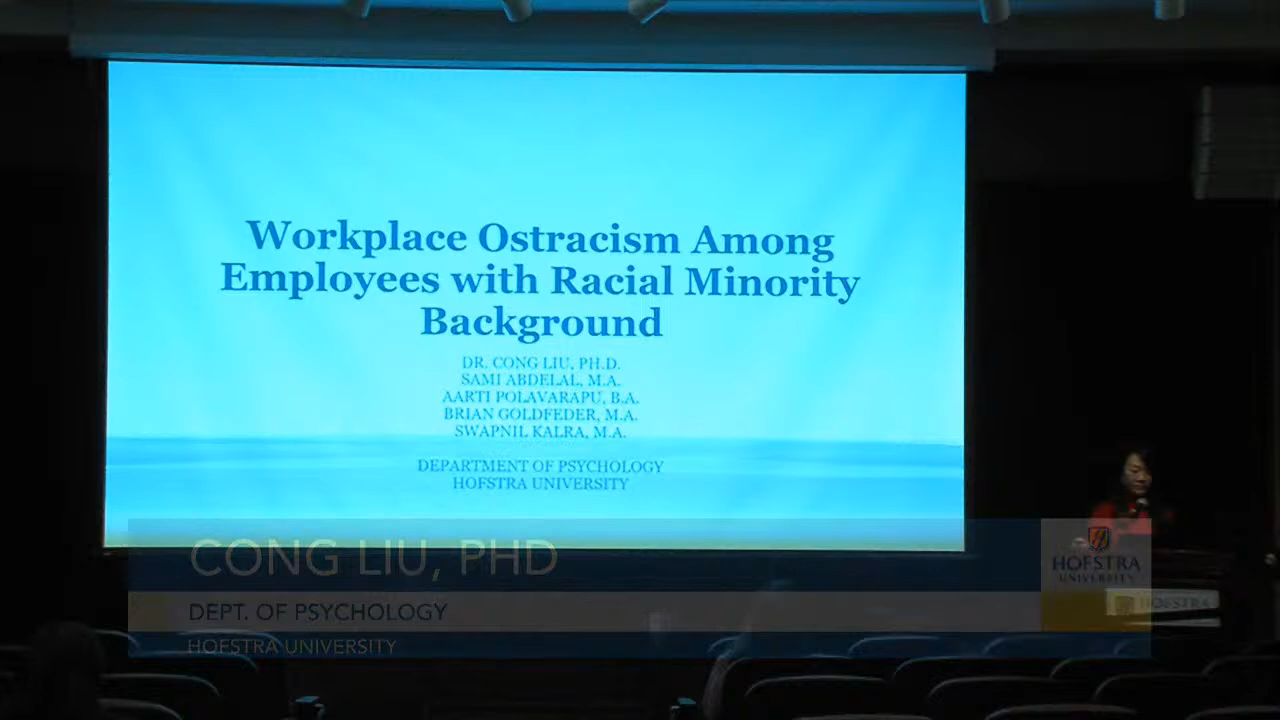 Workplace Ostracism Among
Employees with Racial Minority
Background
DR. CONG LIU, PH.D.
SAMI ABDELAL, M.A.
AARTI POLAVARAPU, B.A.
BRIAN GOLDFEDER, M.A.
SWAPNIL KALRA, M.A.
DEPARTMENT OF PSYCHOLOGY
HOFSTRA UNIVERSITY
CONG LIU, PHD
DEPT. OF PSYCHOLOGY
HOFSTRA UNIVERSITY
HOFSTRA
UNIVERSITY
HOFSTRA